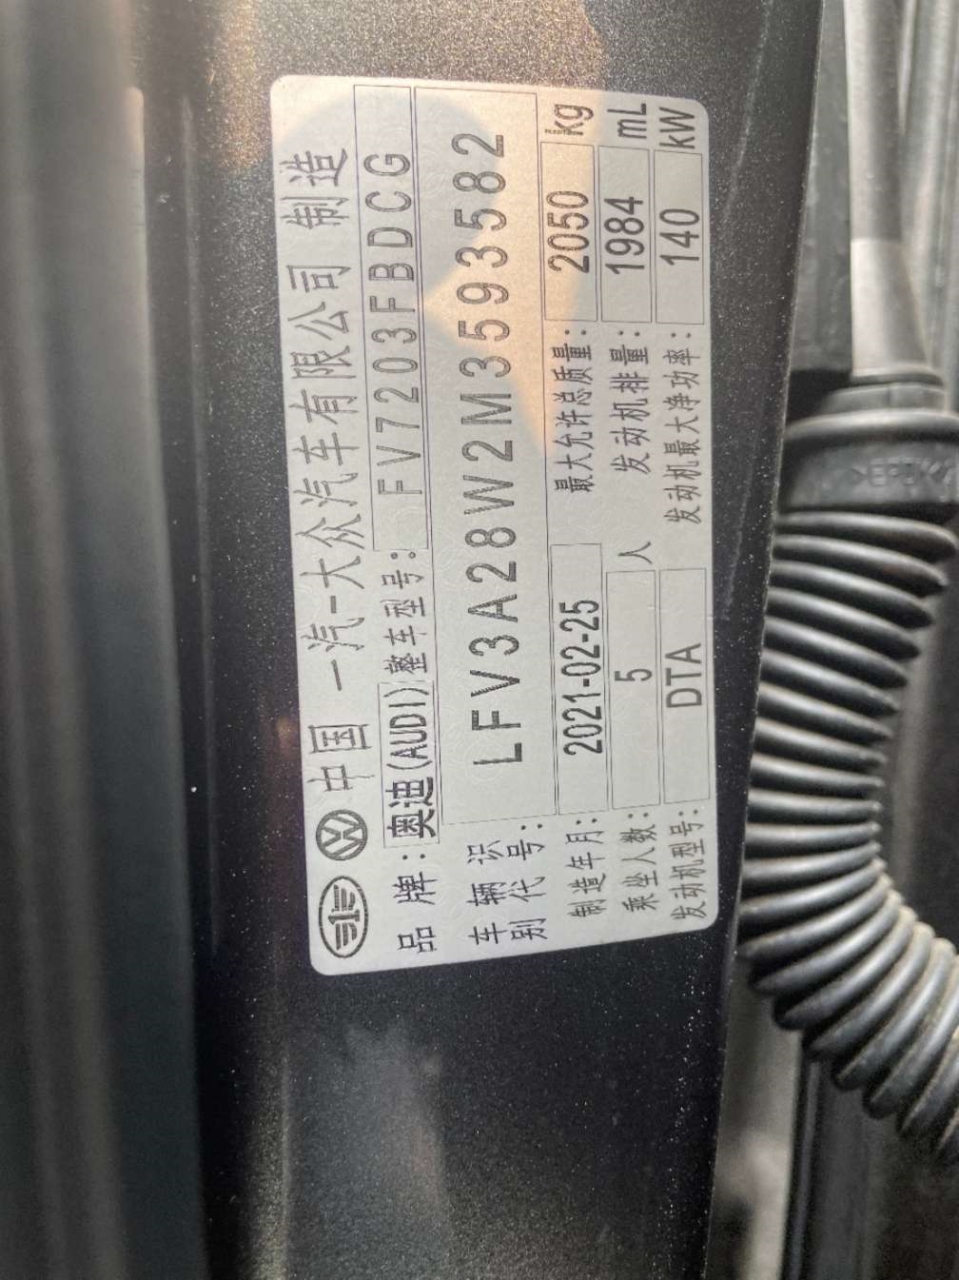 中国 一汽-大众汽车有限公司 制造
品牌:奥迪(AUDI) 整车型号:FV7203FBDCG
车辆识别代号:LFV3A28W2M3593582
制造年月:2021-02-25 最大允许总质量:2050 kg
乘坐人数:5 人 发动机排量:1984 mL
发动机型号:DTA 发动机最大净功率:140 kW